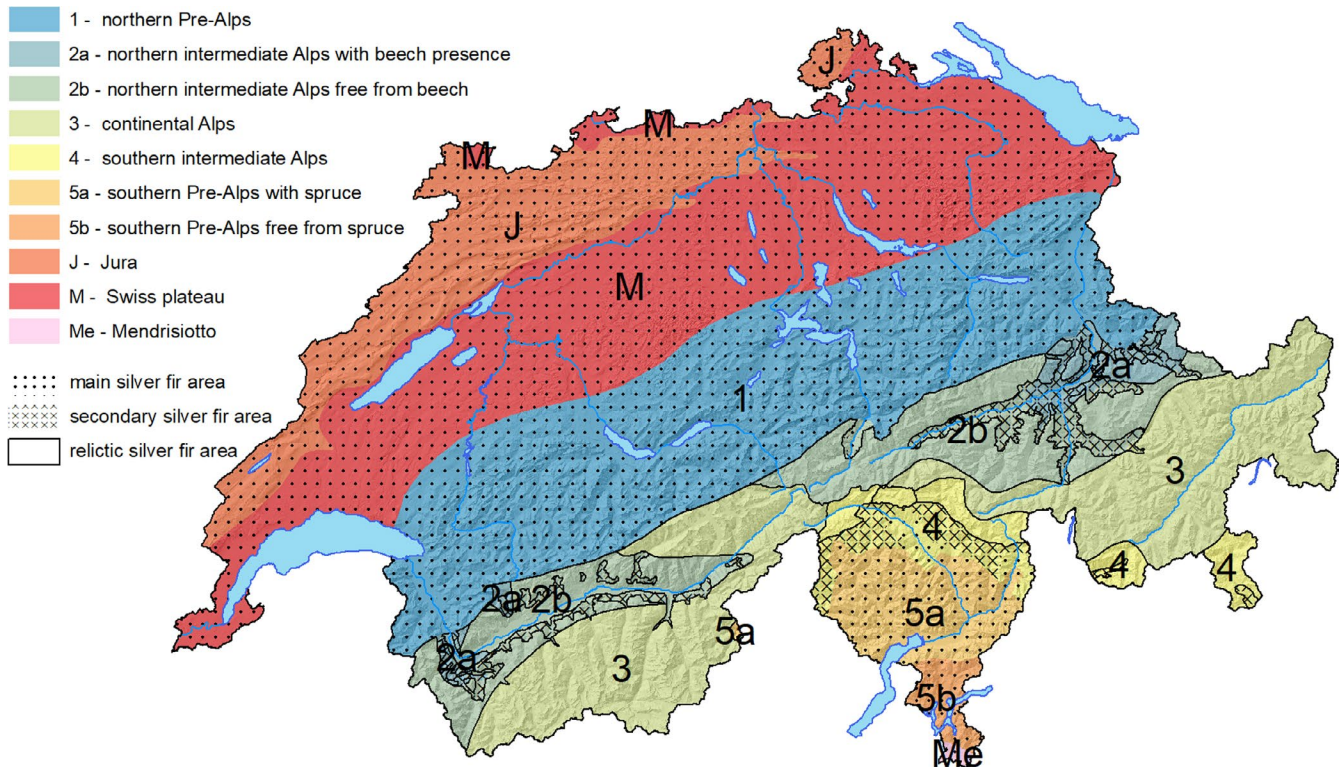 1 - northern Pre-Alps
2a - northern intermediate Alps with beech presence
2b - northern intermediate Alps free from beech
3 - continental Alps
4 - southern intermediate Alps
5a - southern Pre-Alps with spruce
5b - southern Pre-Alps free from spruce
J - Jura
M - Swiss plateau
Me - Mendrisiotto
main silver fir area
secondary silver fir area
relictic silver fir area
J
M
M
J
M
1
2a
2b
3
4
4
4
2a
2b
5a
5a
2a
3
5b
Me